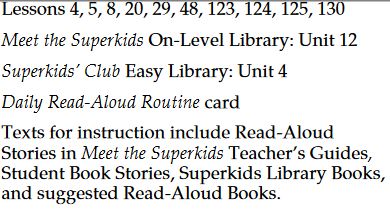 Lessons 4, 5, 8, 20, 29, 48, 123, 124, 125, 130
Meet the Superkids On-Level Library: Unit 12
Superkids’ Club Easy Library: Unit 4
Daily Read-Aloud Routine card
Texts for instruction include Read-Aloud
Stories in Meet the Superkids Teacher’s Guides,
Student Book Stories, Superkids Library Books,
and suggested Read-Aloud Books.